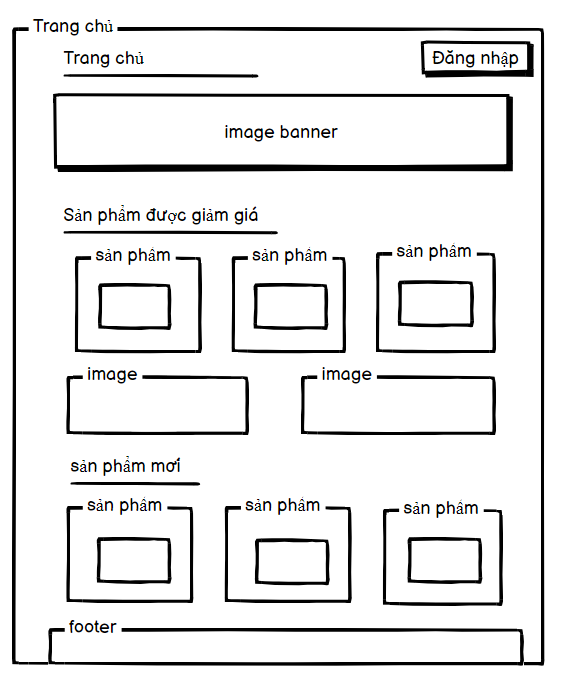 Trang chủ
Trang chủ
Đăng nhập
image banner
Sản phẩm được giảm giá
sản phẩm
sản phẩm
sản phẩm
image
image
sản phẩm mới
sản phẩm
sản phẩm
sản phẩm
footer